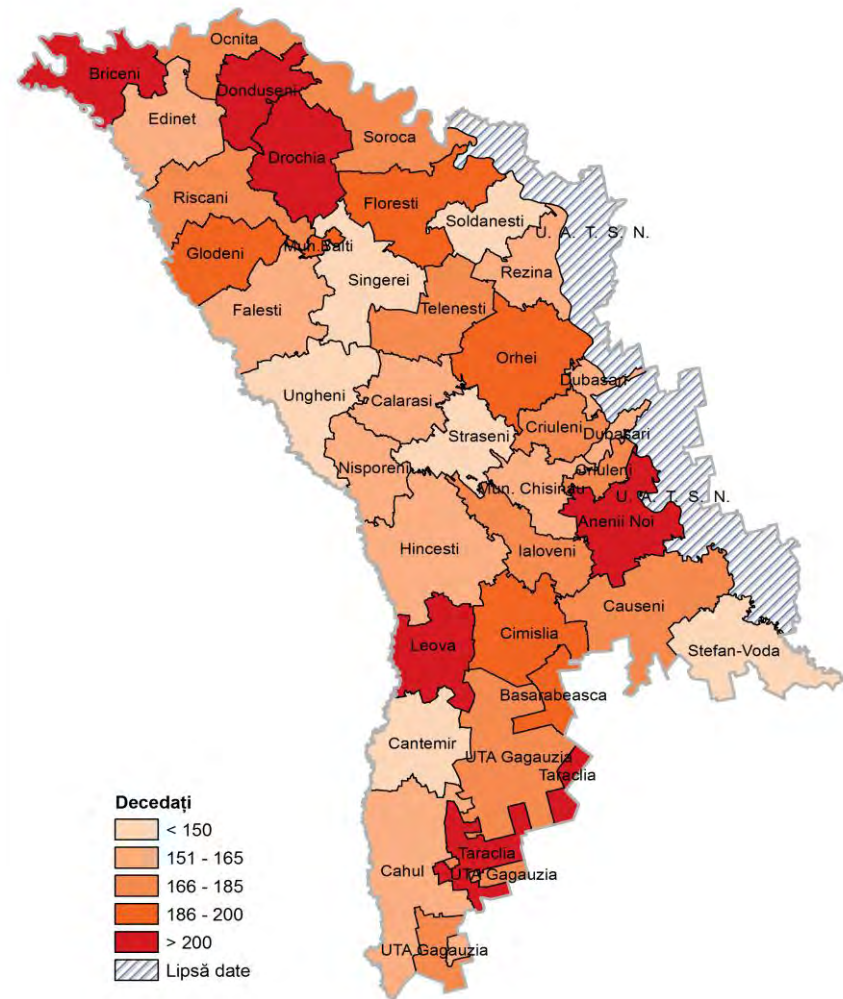 Ocnita
Briceni
Donduseni
Edinet
Soroca
Drochia
Riscani
Floresti
Soldanesti
U. A. T. S. N.
Glodeni
Mun.Balti
Rezina
Singerei
Telenesti
Falesti
Orhei
Dubasari
Ungheni
Calarasi
Criuleni
Straseni
Dubasari
Nisporeni
Criuleni
Mun. Chisinau
U. A. T. S. N.
Anenii Noi
Hincesti
Ialoveni
Causeni
Cimislia
Leova
Stefan-Voda
Basarabeasca
Cantemir
UTA Gagauzia
Taraclia
Taraclia
Cahul
UTA Gagauzia
UTA Gagauzia
Decedați
< 150
151 - 165
166 - 185
186 - 200
> 200
Lipsă date